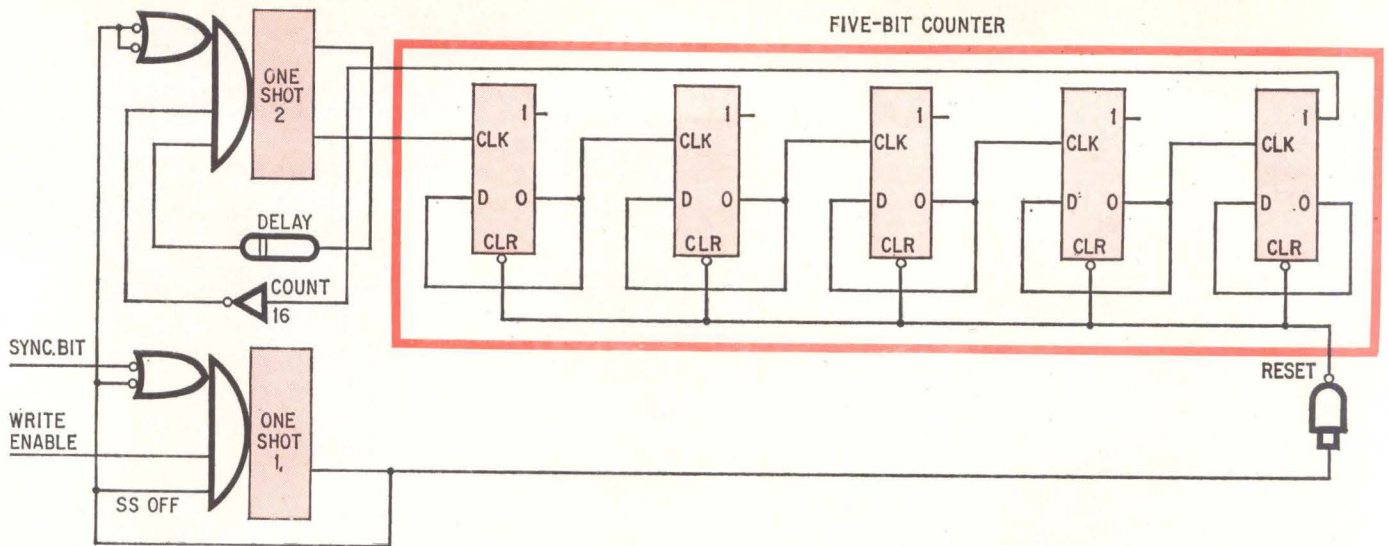 FIVE-BIT COUNTER
ONE
SHOT
2
1
CLK
D 0
CLR
1
CLK
D 0
CLR
1
CLK
D 0
CLR
1
CLK
D 0
CLR
1
CLK
D 0
CLR
DELAY
COUNT
16
SYNC.BIT
WRITE
ENABLE
SS OFF
ONE
SHOT
1.
RESET